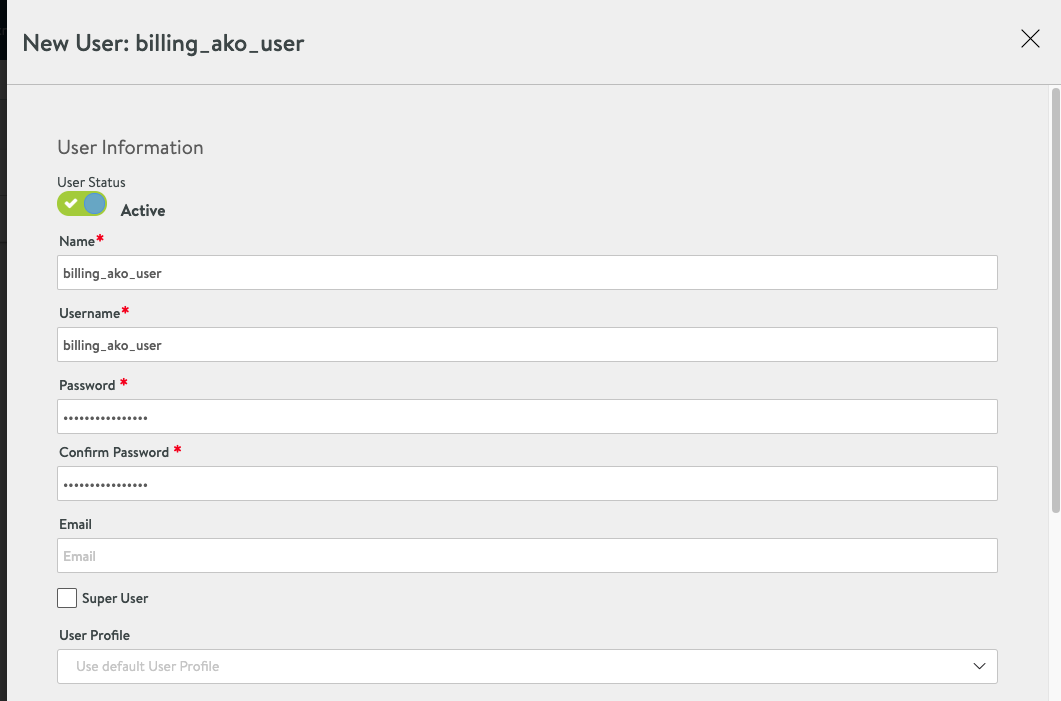 New User: billing_ako_user
User Information
User Status
Active
Name*
billing_ako_user
Username*
billing_ako_user
Password *
••••••••••••••••
Confirm Password *
••••••••••••••••
Email
Email
Super User
User Profile
Use default User Profile